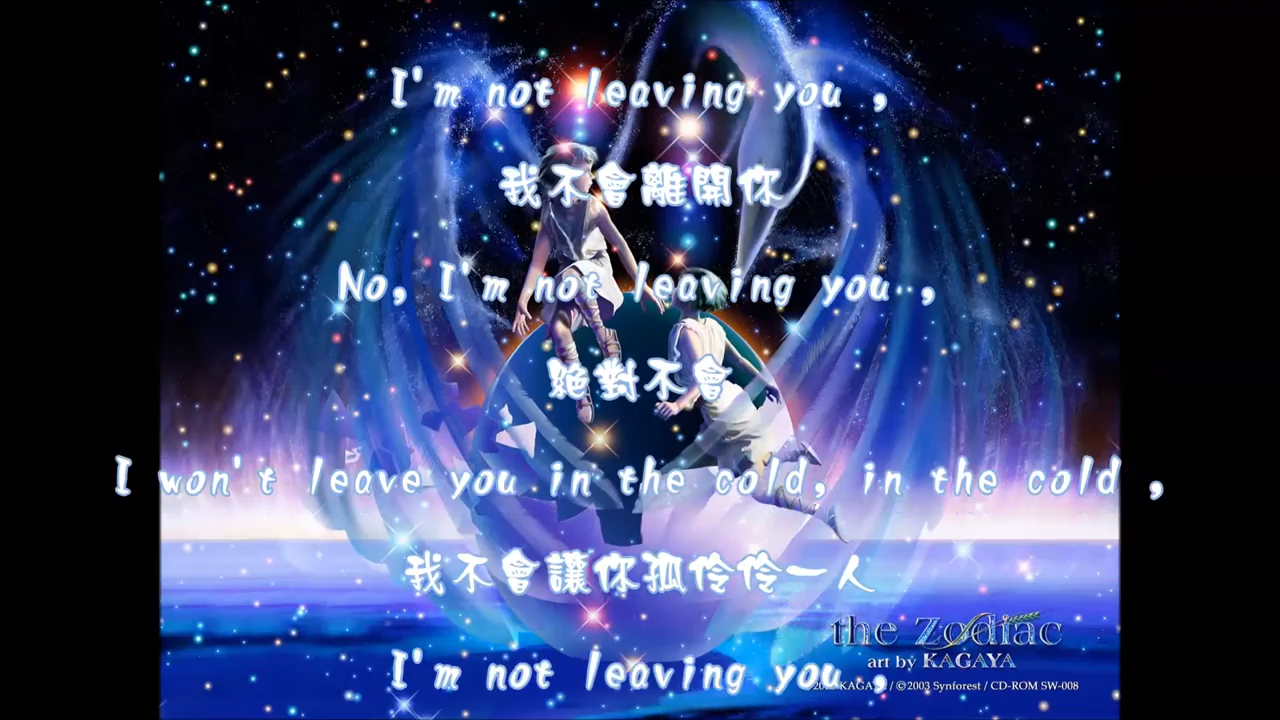 I'm not leaving you ,
我不會離開你
No, I'm not leaving you ,
絕對不會
I won't leave you in the cold, in the cold ,
我不會讓你孤伶伶一人
the Zodiac
art by KAGAYA
I'm not leaving you ,
/ ©2003 Synforest / CD-ROM SW-008